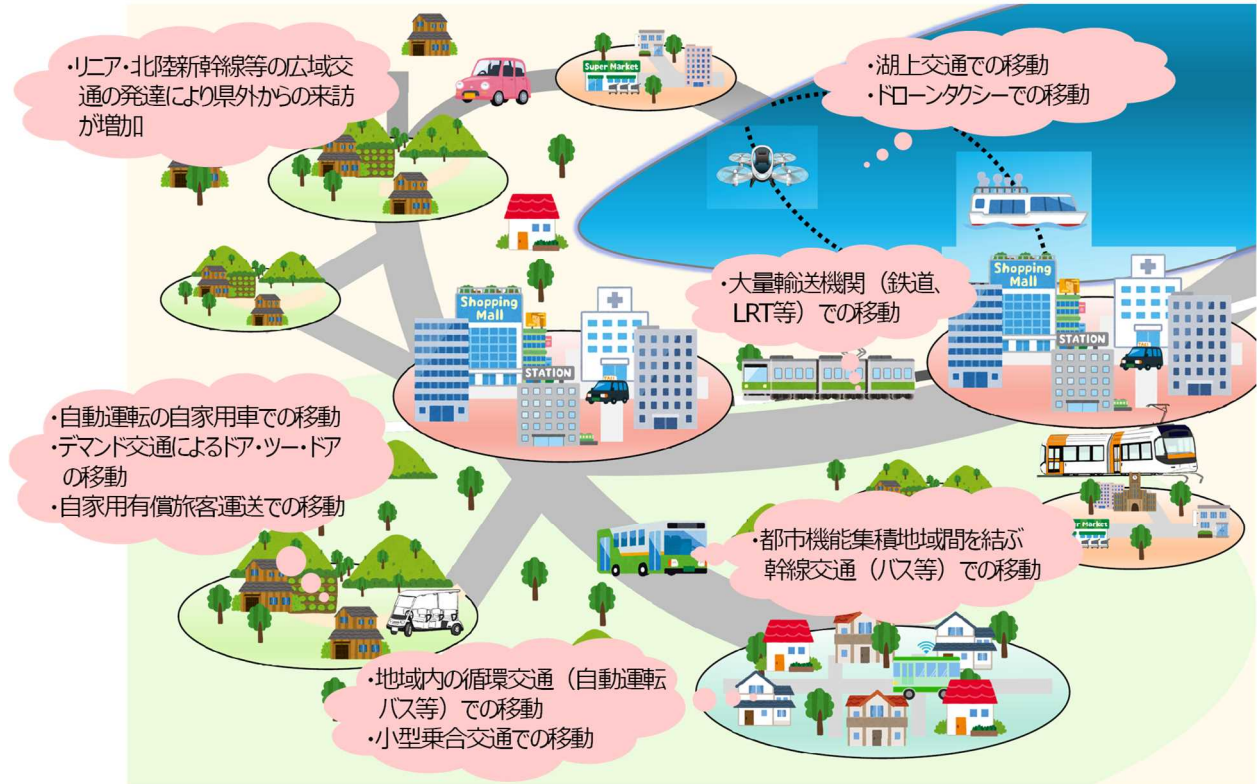 ・リニア・北陸新幹線等の広域交
通の発達により県外からの来訪
が増加
Super Market
・湖上交通での移動
・ドローンタクシーでの移動
・大量輸送機関（鉄道、
LRT等）での移動
Shopping
Mall
STATION
Shopping
Mall
STATION
・自動運転の自家用車での移動
・デマンド交通によるドア・ツー・ドア
の移動
・自家用有償旅客運送での移動
・都市機能集積地域間を結ぶ
幹線交通（バス等）での移動
er Market
・地域内の循環交通（自動運転
バス等）での移動
・小型乗合交通での移動